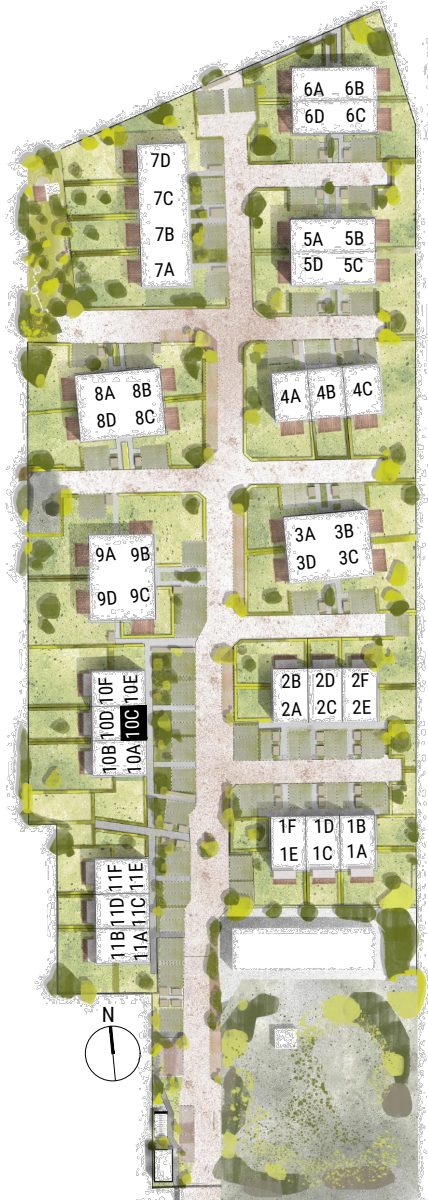 6A 6B
6D 6C
7D
7C
7B
7A
5A 5B
5D 5C
8A 8B
8D 8C
4A 4B 4C
9A 9B
9D 9C
3A 3B
3D 3C
10F 10E
10D 10C
10B 10A
2B 2D 2F
2A 2C 2E
1F 1D 1B
1E 1C 1A
11F 11E
11D 11C
11B 11A
N